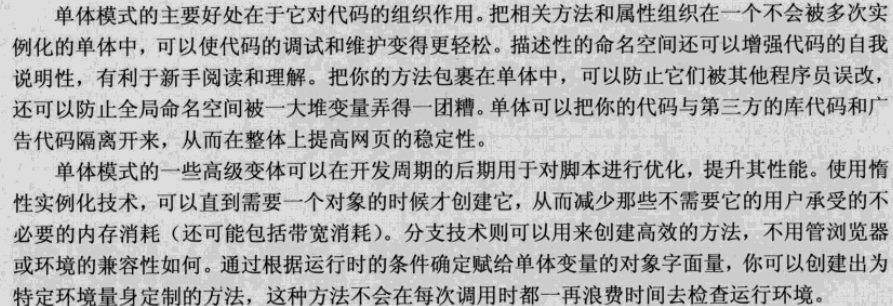 单体模式的主要好处在于它对代码的组织作用。把相关方法和属性组织在一个不会被多次实
例化的单体中，可以使代码的调试和维护变得更轻松。描述性的命名空间还可以增强代码的自我
说明性，有利于新手阅读和理解。把你的方法包裹在单体中，可以防止它们被其他程序员误改，
还可以防止全局命名空间被一大堆变量弄得一团糟。单体可以把你的代码与第三方的库代码和广
告代码隔离开来，从而在整体上提高网页的稳定性。
单体模式的一些高级变体可以在开发周期的后期用于对脚本进行优化，提升其性能。使用惰
性实例化技术，可以直到需要一个对象的时候才创建它，从而减少那些不需要它的用户承受的不
必要的内存消耗（还可能包括带宽消耗）。分支技术则可以用来创建高效的方法，不用管浏览器
或环境的兼容性如何。通过根据运行时的条件确定赋给单体变量的对象字面量，你可以创建出为
特定环境量身定制的方法，这种方法不会在每次调用时都一再浪费时间去检查运行环境。